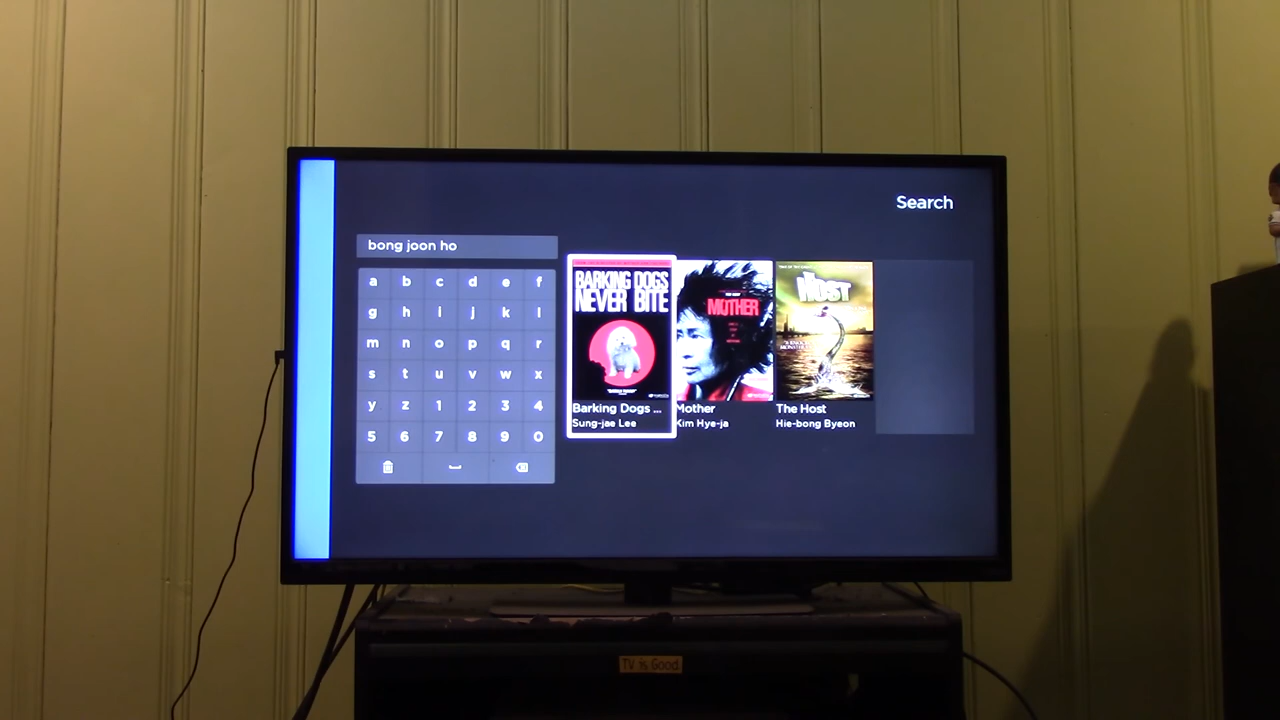 Search
bong joon ho
a b c d e f
g h i j k l
m n o p q r
s t u v w x
y z 1 2 3 4
5 6 7 8 9 0
BARKING DOGS
NEVER BITE
Barking Dogs ...
Sung-jae Lee
MOTHER
Mother
Kim Hye-ja
THE HOST
The Host
Hie-bong Byeon
TV is Good